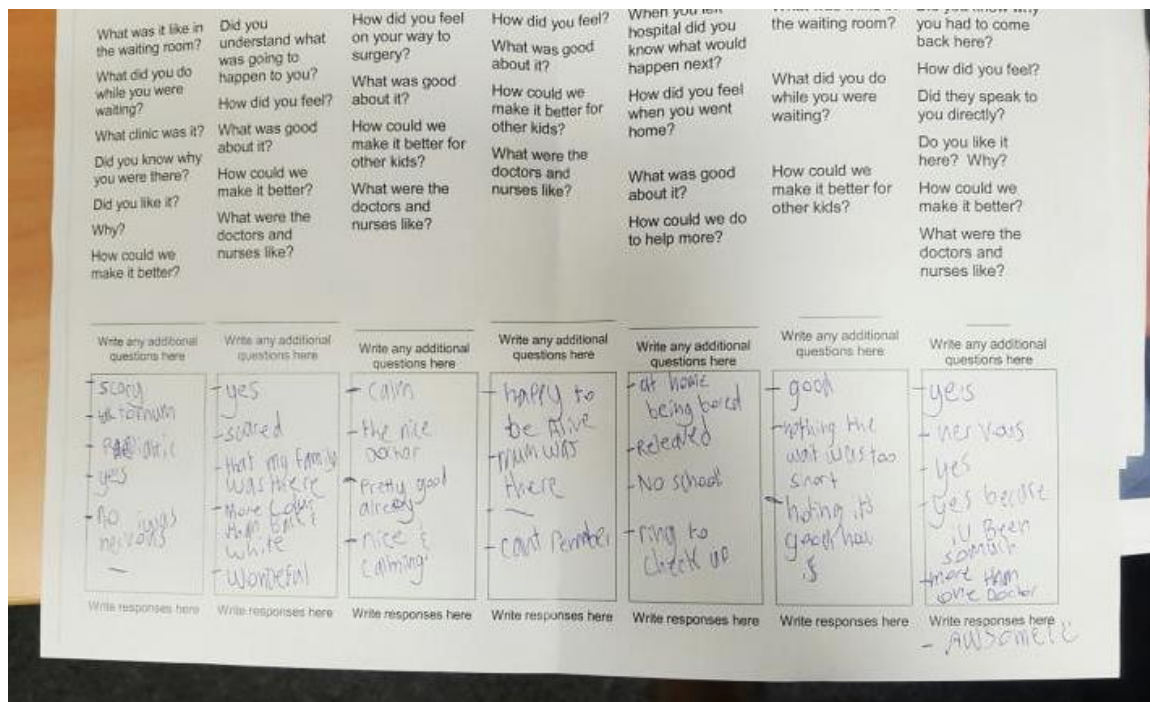 What was it like in
the waiting room?
What did you do
while you were
waiting?
What clinic was it?
Did you know why
you were there?
Did you like it?
Why?
How could we
make it better?
Did you
understand what
was going to
happen to you?
How did you feel?
What was good
about it?
How could we
make it better?
What were the
doctors and
nurses like?
How did you feel
on your way to
surgery?
What was good
about it?
How could we
make it better for
other kids?
What were the
doctors and
nurses like?
How did you feel?
What was good
about it?
How could we
make it better for
other kids?
What were the
doctors and
nurses like?
When you left
hospital did you
know what would
happen next?
How did you feel
when you went
home?
What was good
about it?
How could we do
to help more?
the waiting room?
What did you do
while you were
waiting?
How could we
make it better for
other kids?
you had to come
back here?
How did you feel?
Did they speak to
you directly?
Do you like it
here? Why?
How could we
make it better?
What were the
doctors and
nurses like?
Write any additional
questions here
- scary
- yes
- no
nervous
-
Write responses here
Write any additional
questions here
- yes
- scared
- that my family
was there
- more
white
- Wonderful
Write responses here
Write any additional
questions here
- calm
- the nice
Doctor
- Pretty good
already
- nice &
calming
Write responses here
Write any additional
questions here
- happy to
be Alive
- mum was
there
-
- cant
Write responses here
Write any additional
questions here
- at home
being bored
- Released
- No school
- ring to
check up
Write responses here
Write any additional
questions here
- good
- nothing the
wait was too
short
- it's
good how
Write responses here
Write any additional
questions here
- yes
- nervous
- yes
- yes
Been
- more than
one Doctor
Write responses here
- AWSome